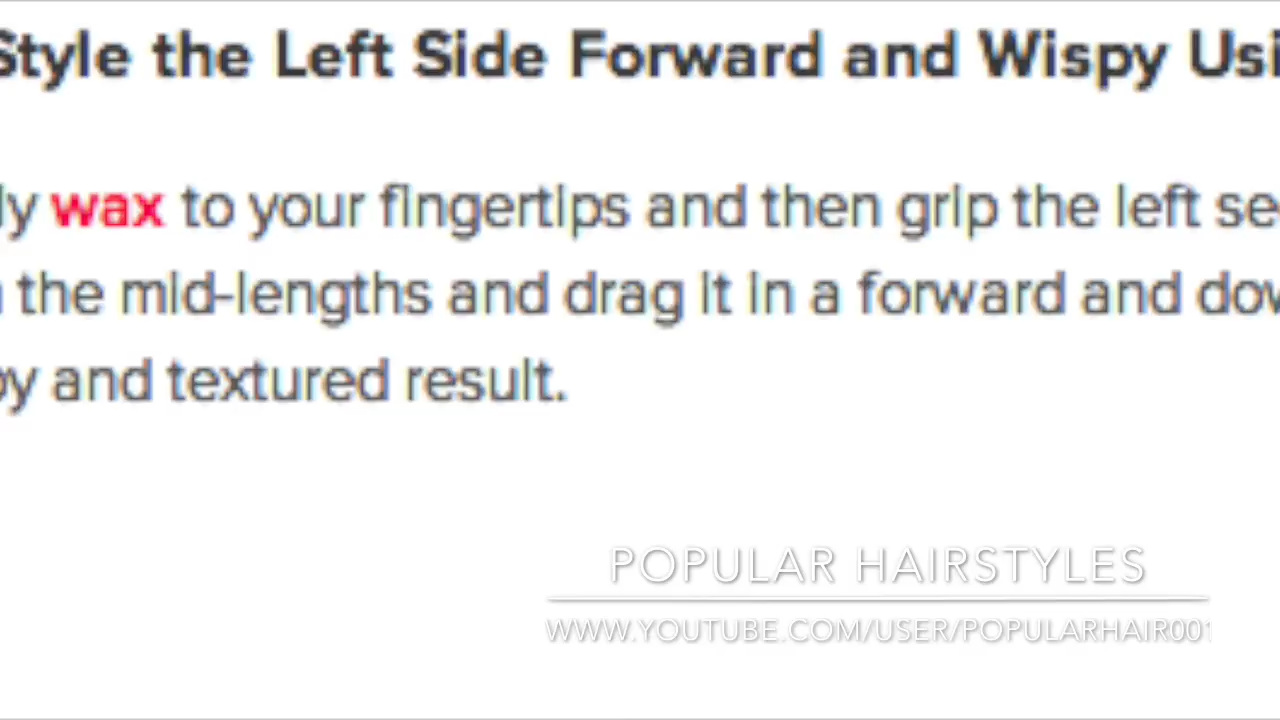 Style the Left Side Forward and Wispy Usi
ly wax to your fingertips and then grip the left se
the mid-lengths and drag it in a forward and dow
py and textured result.
POPULAR HAIRSTYLES
WWW.YOUTUBE.COM/USER/POPULARHAIR001